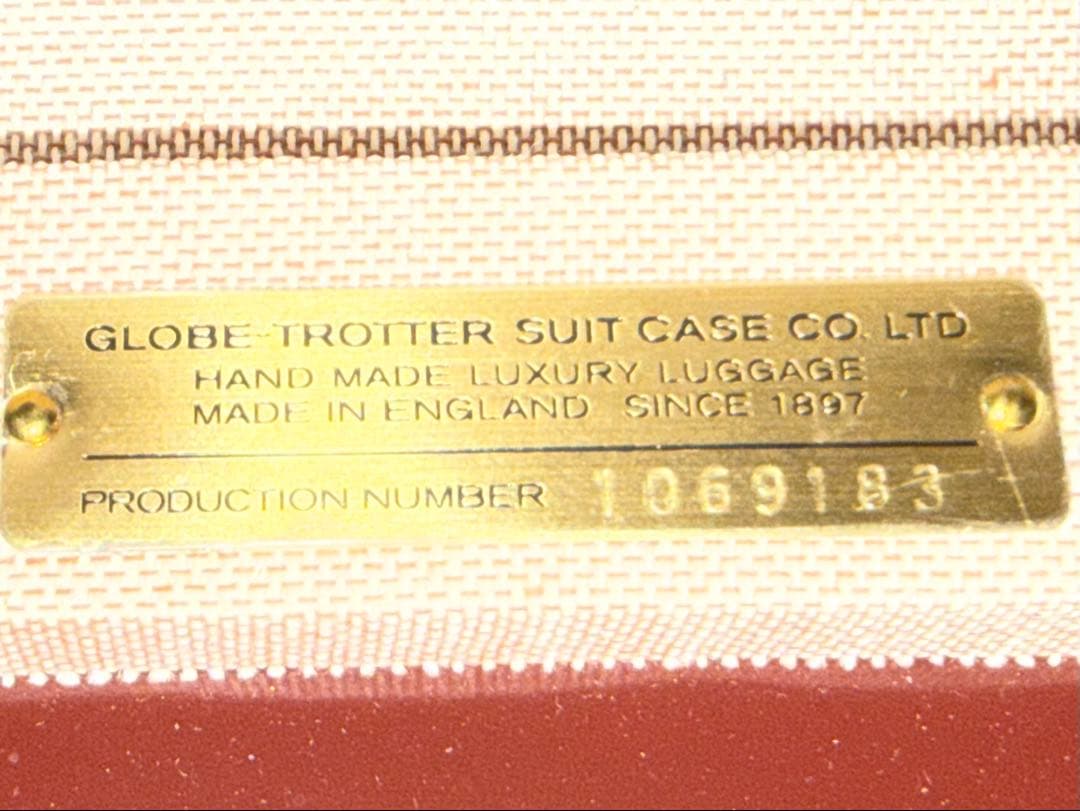 GLOBE-TROTTER SUIT CASE CO. LTD
HAND MADE LUXURY LUGGAGE
MADE IN ENGLAND SINCE 1897
PRODUCTION NUMBER 1069183